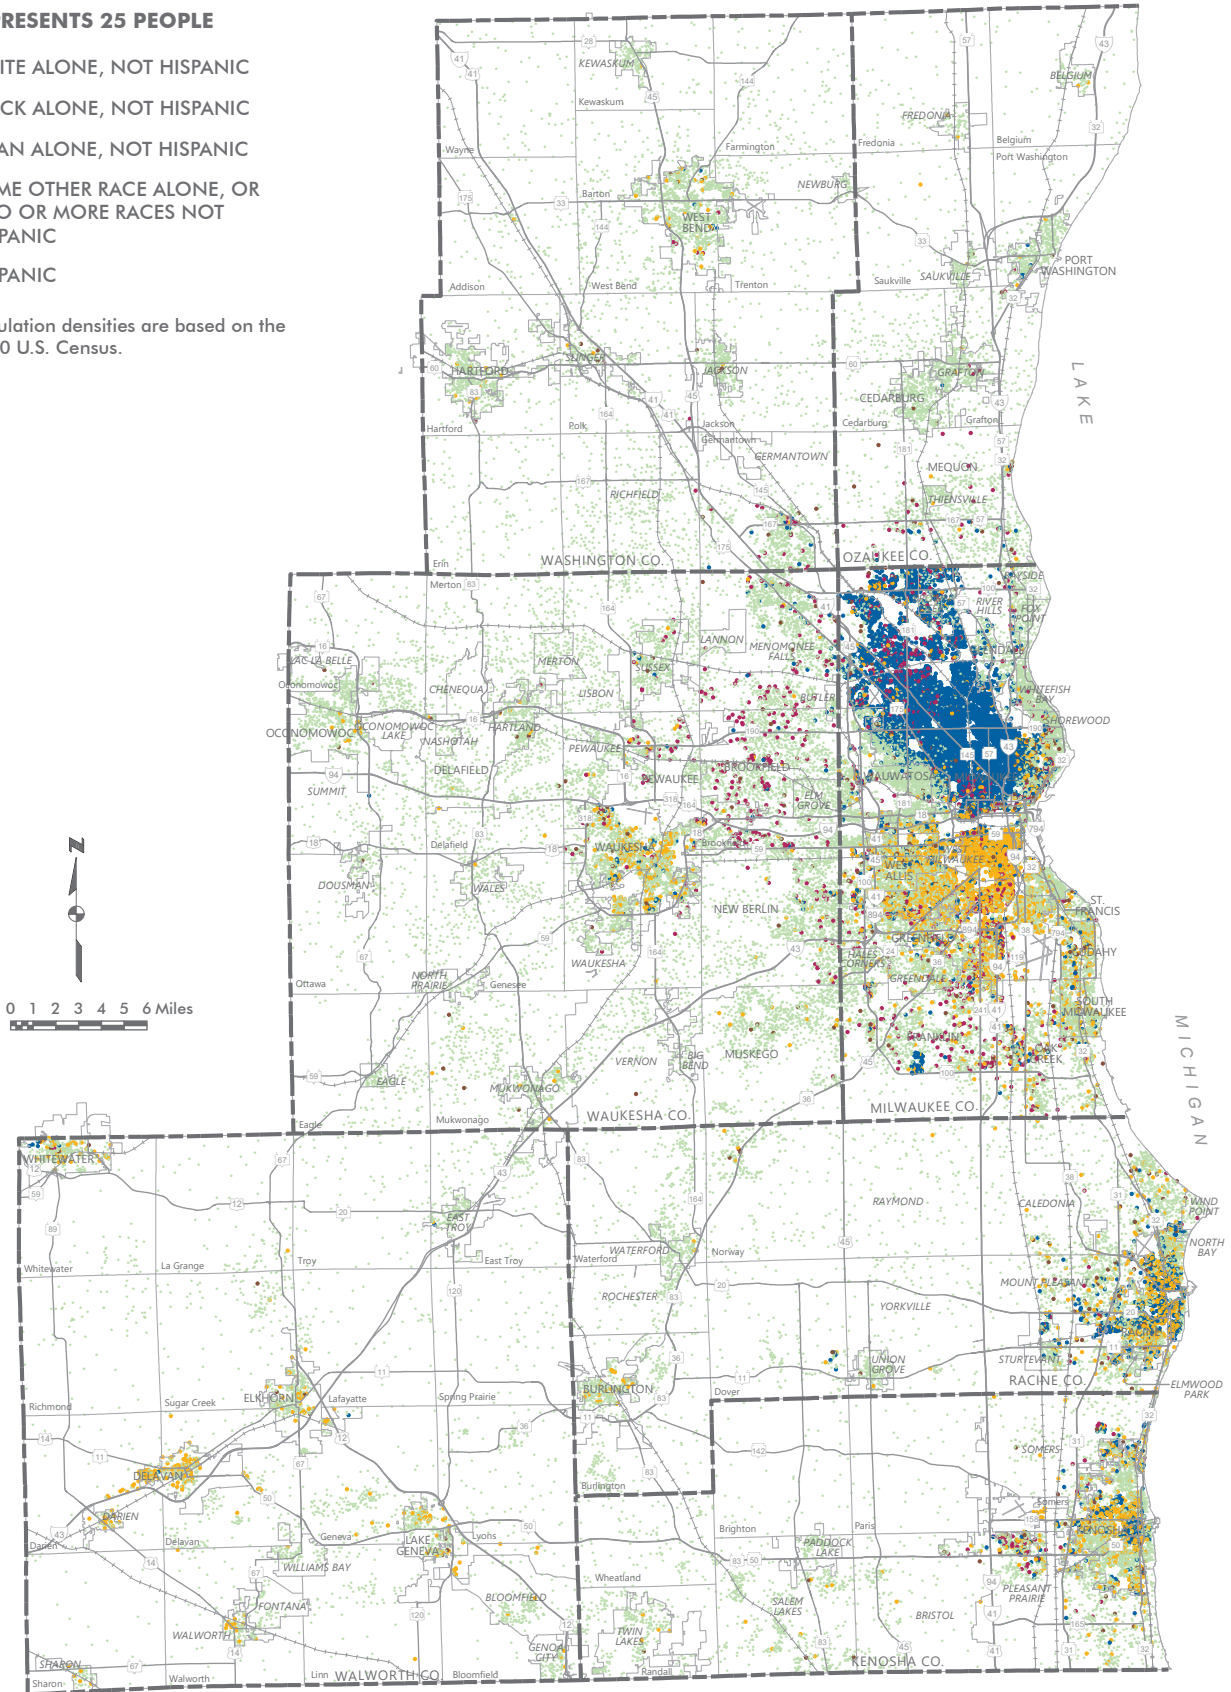 PRESENTS 25 PEOPLE
ITE ALONE, NOT HISPANIC
CK ALONE, NOT HISPANIC
AN ALONE, NOT HISPANIC
ME OTHER RACE ALONE, OR
O OR MORE RACES NOT
PANIC
PANIC
ulation densities are based on the
0 U.S. Census.
KEWASKUM
Kewaskum
BELGIUM
FREDONIA
Fredonia
Belgium
Port Washington
Wayne
Farmington
Barton
NEWBURG
WEST
BEND
PORT
WASHINGTON
SAUKVILLE
Saukville
Addison
West Bend
Trenton
SLINGER
HARTFORD
JACKSON
GRAFTON
CEDARBURG
Hartford
Polk
Jackson
Germantown
Cedarburg
Grafton
GERMANTOWN
MEQUON
THIENSVILLE
RICHFIELD
LAKE
Erin
WASHINGTON CO.
OZAUKEE CO.
Merton
BAYSIDE
RIVER
HILLS
FOX
POINT
LANNON
MENOMONEE
FALLS
LAC LA BELLE
MERTON
SUSSEX
Oconomowoc
CHENEQUA
LISBON
BUTLER
WHITEFISH
BAY
SHOREWOOD
OCONOMOWOC
OCONOMOWOC
LAKE
NASHOTAH
HARTLAND
PEWAUKEE
DELAFIELD
PEWAUKEE
BROOKFIELD
WAUWATOSA
SUMMIT
ELM
GROVE
Delafield
WAUKESHA
Brookfield
WEST
MILWAUKEE
WEST
ALLIS
DOUSMAN
WALES
NEW BERLIN
ST.
FRANCIS
GREENFIELD
CUDAHY
HALES
CORNERS
GREENDALE
WAUKESHA
NORTH
PRAIRIE
Ottawa
Genesee
SOUTH
MILWAUKEE
N
0 1 2 3 4 5 6 Miles
MICHIGAN
FRANKLIN
OAK
CREEK
VERNON
BIG
BEND
MUSKEGO
EAGLE
MUKWONAGO
Eagle
Mukwonago
WAUKESHA CO.
MILWAUKEE CO.
WHITEWATER
RAYMOND
CALEDONIA
WIND
POINT
NORTH
BAY
EAST
TROY
Whitewater
La Grange
Troy
East Troy
Waterford
WATERFORD
Norway
ROCHESTER
MOUNT PLEASANT
YORKVILLE
RACINE
STURTEVANT
UNION
GROVE
RACINE CO.
ELMWOOD
PARK
ELKHORN
Lafayette
Spring Prairie
BURLINGTON
Dover
Richmond
Sugar Creek
SOMERS
DELAVAN
Burlington
Somers
DARIEN
Darien
Delavan
Geneva
LAKE
GENEVA
Lyons
Brighton
Paris
KENOSHA
PADDOCK
LAKE
WILLIAMS BAY
Wheatland
PLEASANT
PRAIRIE
FONTANA
BLOOMFIELD
SALEM
LAKES
BRISTOL
WALWORTH
TWIN
LAKES
GENOA
CITY
SHARON
Sharon
Walworth
Linn
WALWORTH CO.
Bloomfield
Randall
KENOSHA CO.